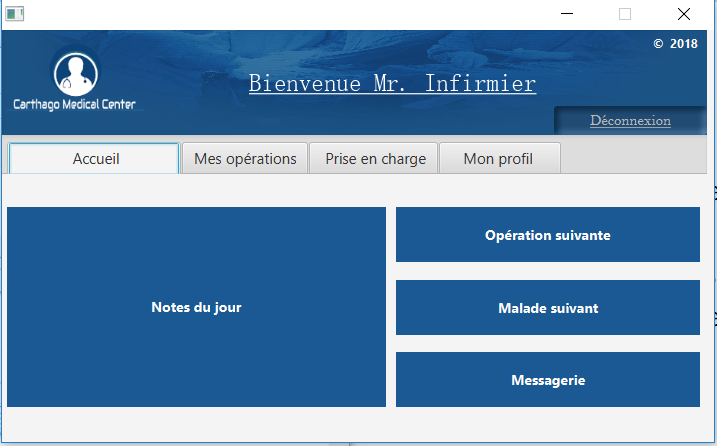 © 2018
Bienvenue Mr. Infirmier
Carthago Medical Center
Déconnexion
Accueil
Mes opérations
Prise en charge
Mon profil
Notes du jour
Opération suivante
Malade suivant
Messagerie